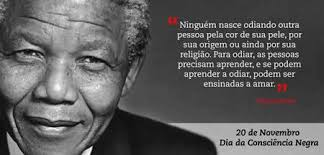 "Ninguém nasce odiando outra
pessoa pela cor de sua pele, por
sua origem ou ainda por sua
religião. Para odiar, as pessoas
precisam aprender, e se podem
aprender a odiar, podem ser
ensinadas a amar."
20 de Novembro
Dia da Consciência Negra